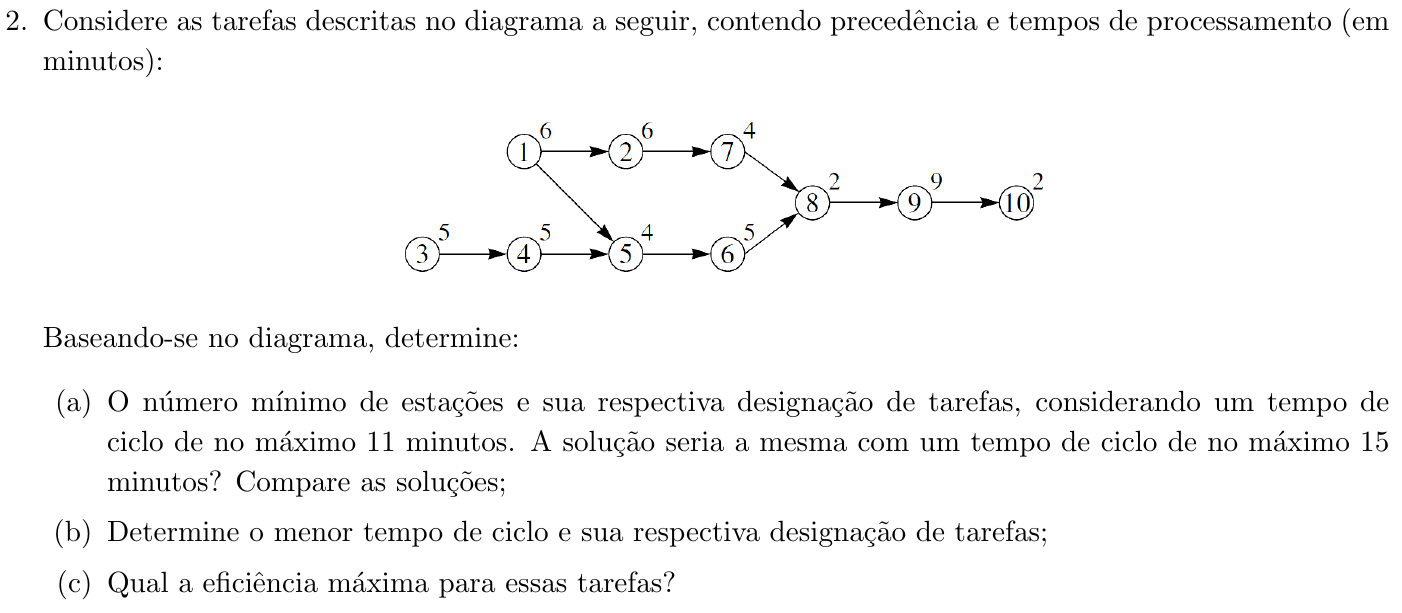 2. Considere as tarefas descritas no diagrama a seguir, contendo precedência e tempos de processamento (em
minutos):
6 6 4
1 2 7
2 9 2
8 9 10
5 5 4 5
3 4 5 6
Baseando-se no diagrama, determine:
(a) O número mínimo de estações e sua respectiva designação de tarefas, considerando um tempo de
ciclo de no máximo 11 minutos. A solução seria a mesma com um tempo de ciclo de no máximo 15
minutos? Compare as soluções;
(b) Determine o menor tempo de ciclo e sua respectiva designação de tarefas;
(c) Qual a eficiência máxima para essas tarefas?